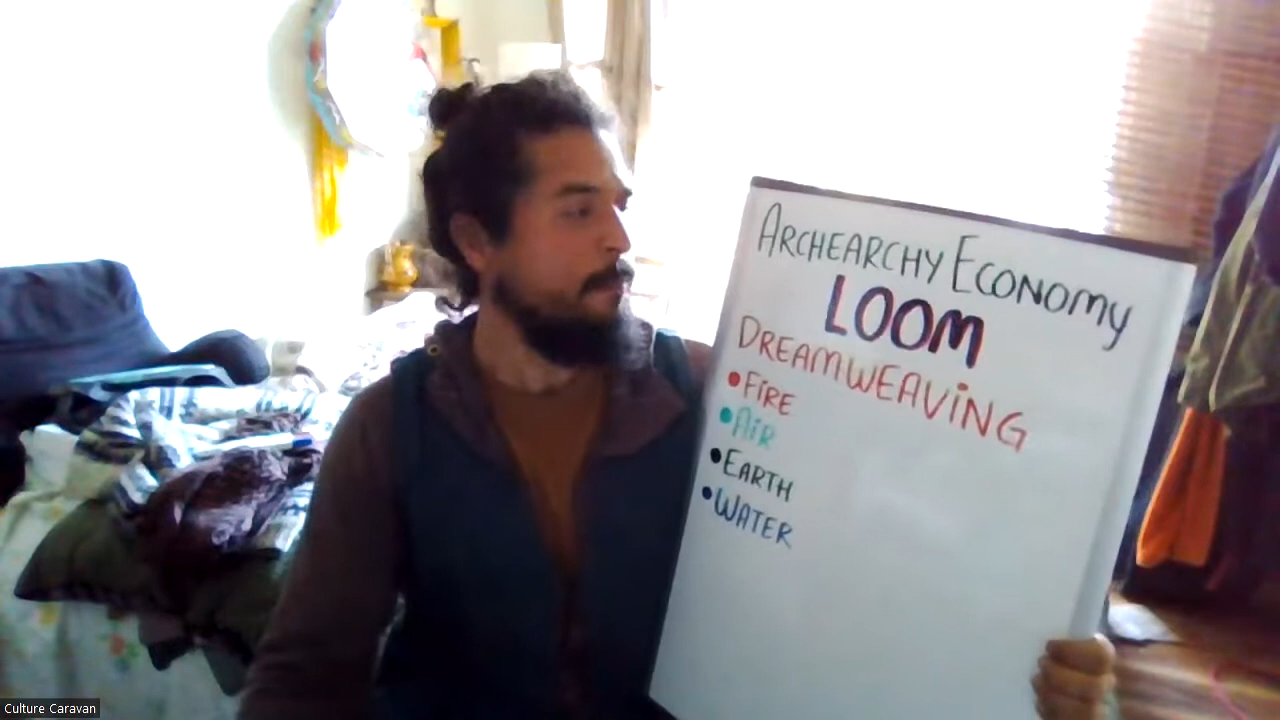 ARCHEARCHY ECONOMY
LOOM
DREAMWEAVING
• FIRE
• AIR
• EARTH
• WATER
Culture Caravan